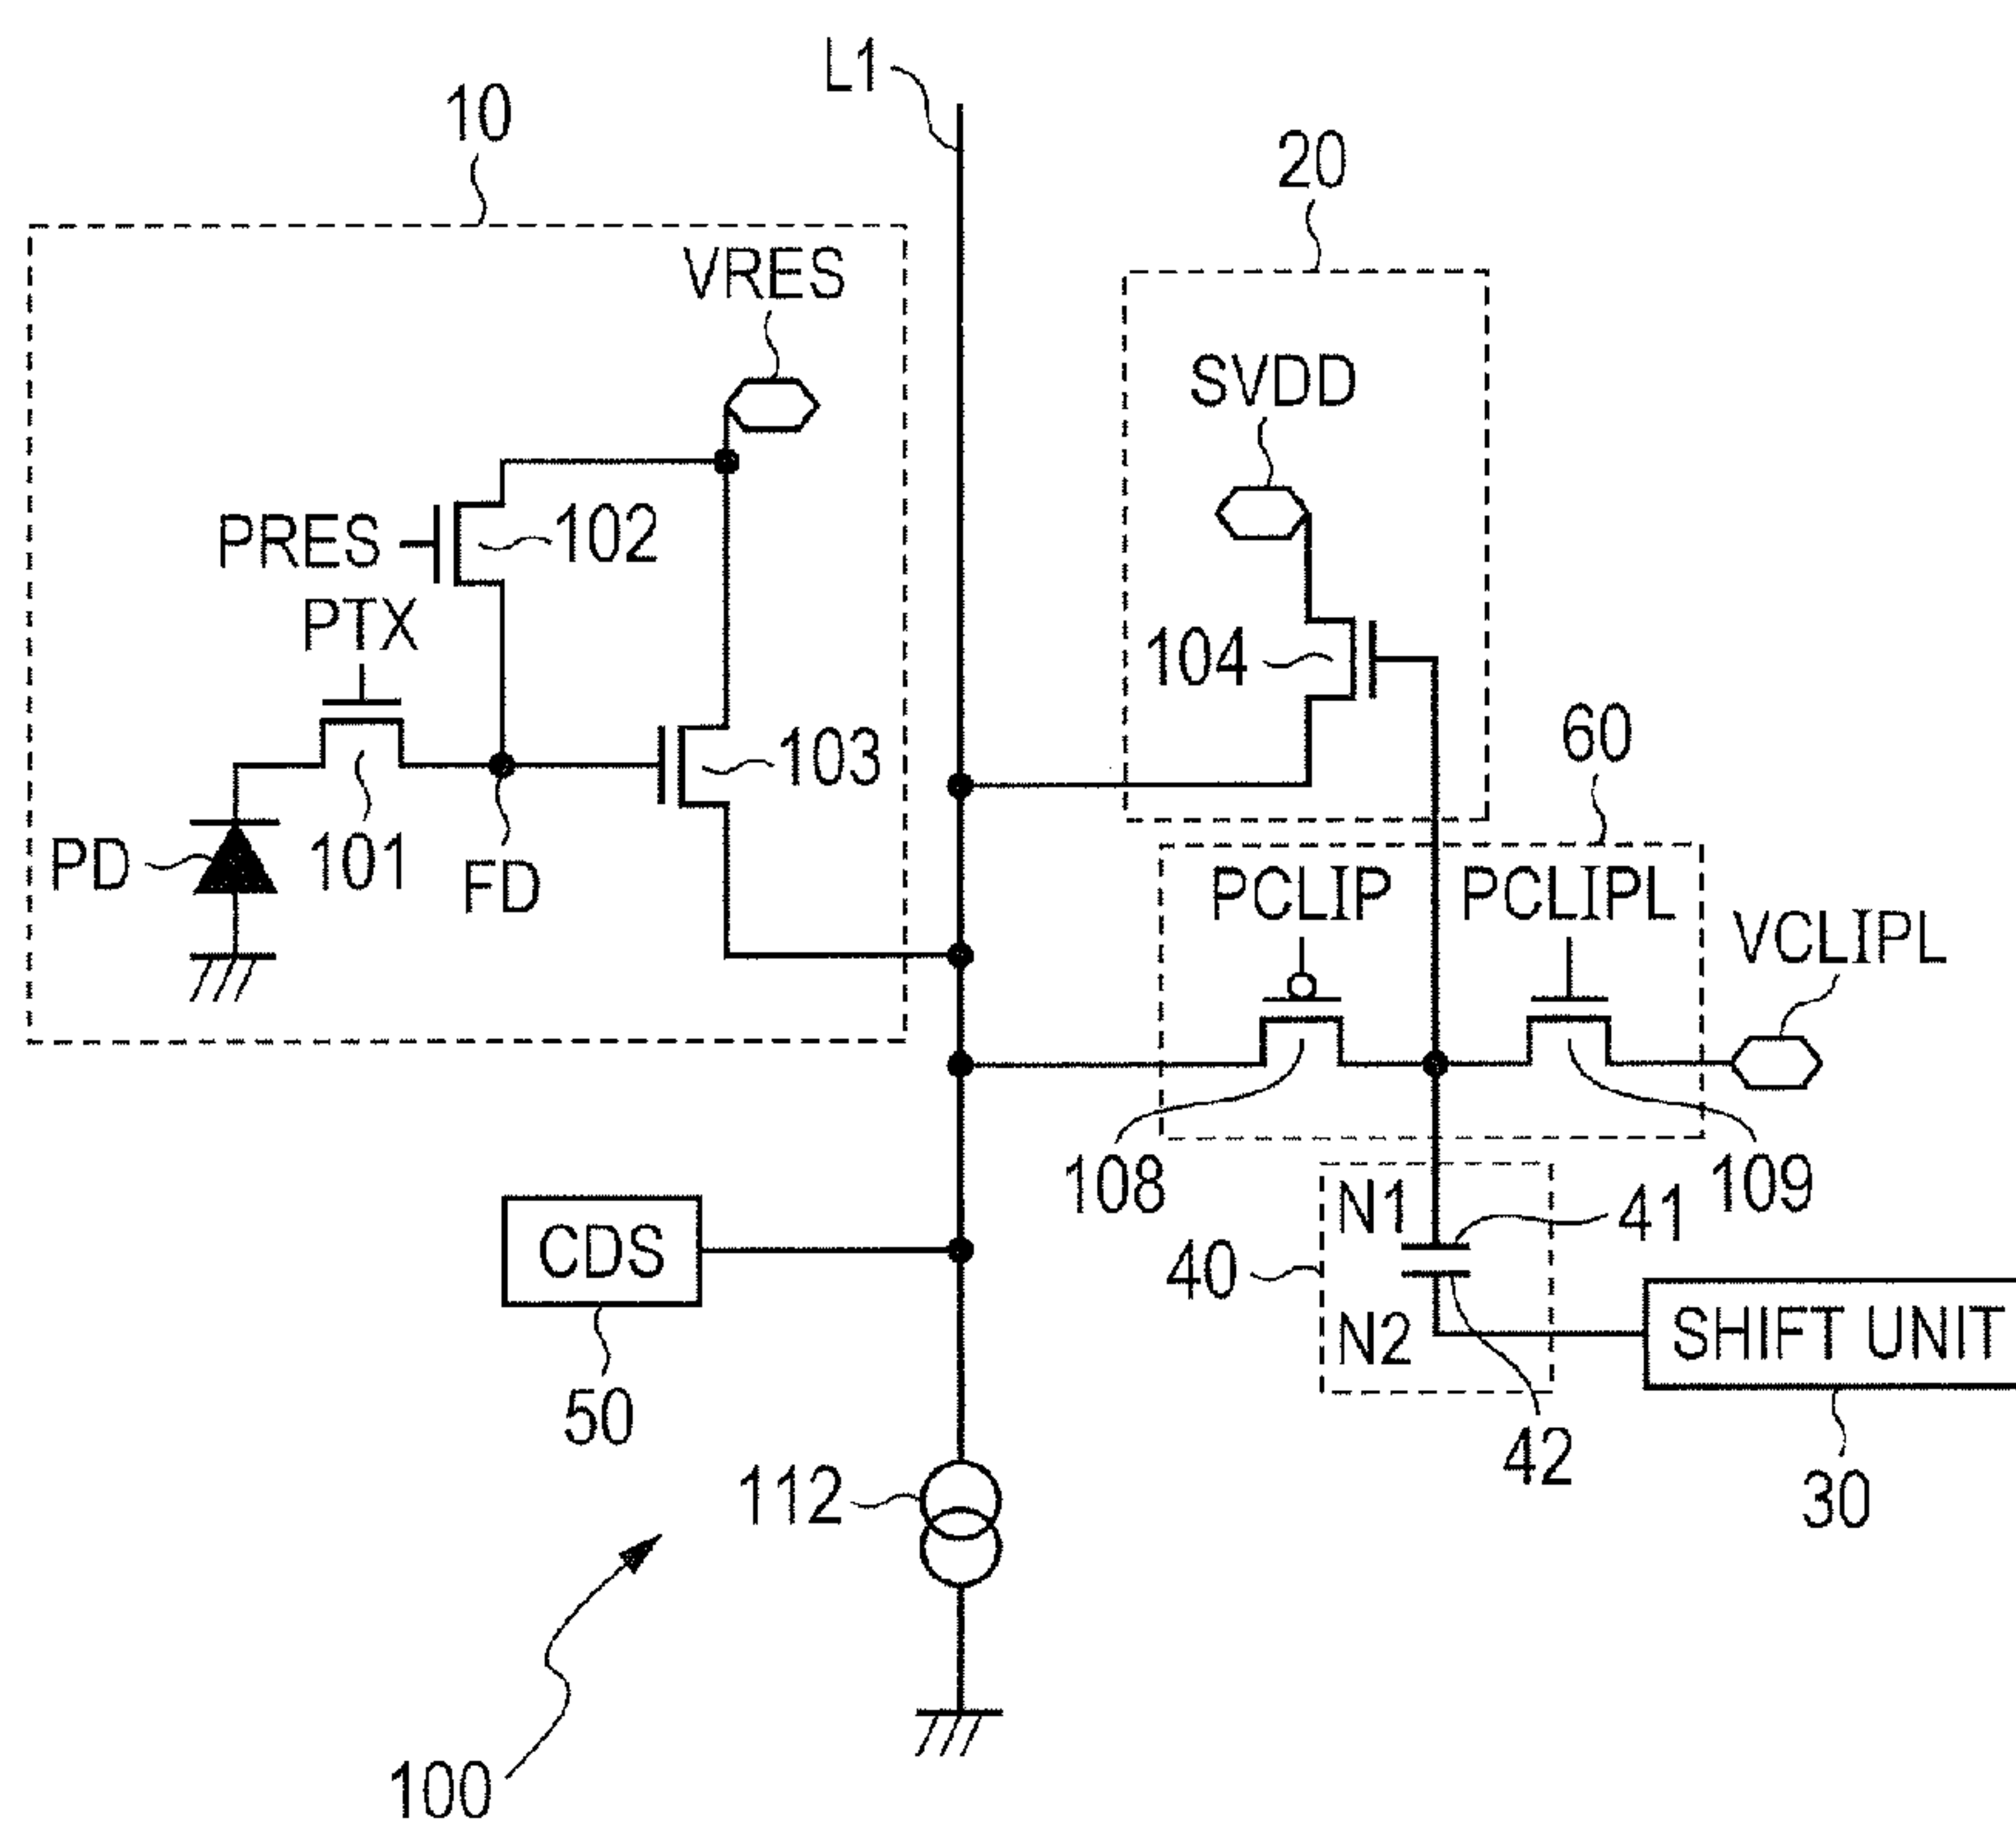 L1
10
20
VRES
SVDD
PRES
102
PTX
104
103
60
PD
101
FD
PCLIP
PCLIPL
VCLIPL
108
109
N1
41
40
CDS
N2
SHIFT UNIT
50
42
112
30
100